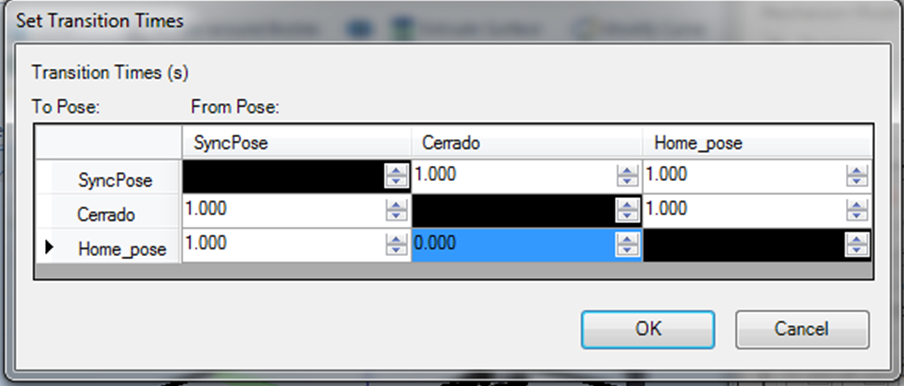 Set Transition Times
Transition Times (s)
To Pose: From Pose:
SyncPose Cerrado Home_pose
SyncPose 1.000 1.000
Cerrado 1.000 1.000
Home_pose 1.000 0.000
OK Cancel